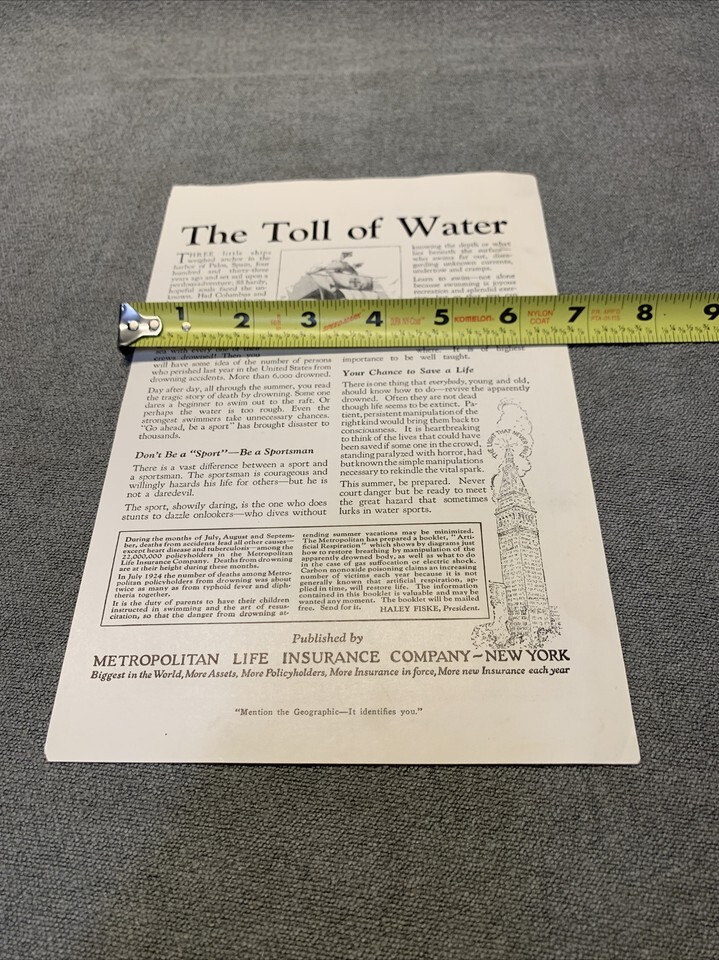 The Toll of Water
THREE little ships
weighed anchor in the
harbor of Palos, Spain, four
hundred and thirty-three
years ago and set sail upon a
perilous adventure. 88 hardy,
hopeful souls faced the un-
known. Had Columbus and
knowing the depth or what
lies beneath the surface—
who swims far out, disre-
garding unknown currents,
undertow and cramps.
Learn to swim—not alone
because swimming is joyous
recreation and splendid exer-
1 2 3 4 5 KOMELON 6 NYLON COAT 7 8 9
crews drowned! Then you
will have some idea of the number of persons
who perished last year in the United States from
drowning accidents. More than 6,000 drowned.
Day after day, all through the summer, you read
the tragic story of death by drowning. Some one
dares a beginner to swim out to the raft. Or
perhaps the water is too rough. Even the
strongest swimmers take unnecessary chances.
"Go ahead, be a sport" has brought disaster to
thousands.
Don't Be a "Sport"—Be a Sportsman
There is a vast difference between a sport and
a sportsman. The sportsman is courageous and
willingly hazards his life for others—but he is
not a daredevil.
The sport, showily daring, is the one who does
stunts to dazzle onlookers—who dives without
of highest
importance to be well taught.
Your Chance to Save a Life
There is one thing that everybody, young and old,
should know how to do—revive the apparently
drowned. Often they are not dead
though life seems to be extinct. Pa-
tient, persistent manipulation of the
right kind would bring them back to
consciousness. It is heartbreaking
to think of the lives that could have
been saved if some one in the crowd,
standing paralyzed with horror, had
but known the simple manipulations
necessary to rekindle the vital spark.
This summer, be prepared. Never
court danger but be ready to meet
the great hazard that sometimes
lurks in water sports.
THE LIGHT THAT NEVER FAILS
During the months of July, August and Septem-
ber, deaths from accidents lead all other causes—
except heart disease and tuberculosis—among the
22,000,000 policyholders in the Metropolitan
Life Insurance Company. Deaths from drowning
are at their height during these months.
In July 1924 the number of deaths among Metro-
politan policyholders from drowning was about
twice as many as from typhoid fever and diph-
theria together.
It is the duty of parents to have their children
instructed in swimming and the art of resus-
citation, so that the danger from drowning at-
tending summer vacations may be minimized.
The Metropolitan has prepared a booklet, "Arti-
ficial Respiration" which shows by diagrams just
how to restore breathing by manipulation of the
apparently drowned body, as well as what to do
in the case of gas suffocation or electric shock.
Carbon monoxide poisoning claims an increasing
number of victims each year because it is not
generally known that artificial respiration, ap-
plied in time, will restore life. The information
contained in this booklet is valuable and may be
wanted any moment. The booklet will be mailed
free. Send for it. HALEY FISKE, President.
Published by
METROPOLITAN LIFE INSURANCE COMPANY~NEW YORK
Biggest in the World, More Assets, More Policyholders, More Insurance in force, More new Insurance each year
"Mention the Geographic—It identifies you."